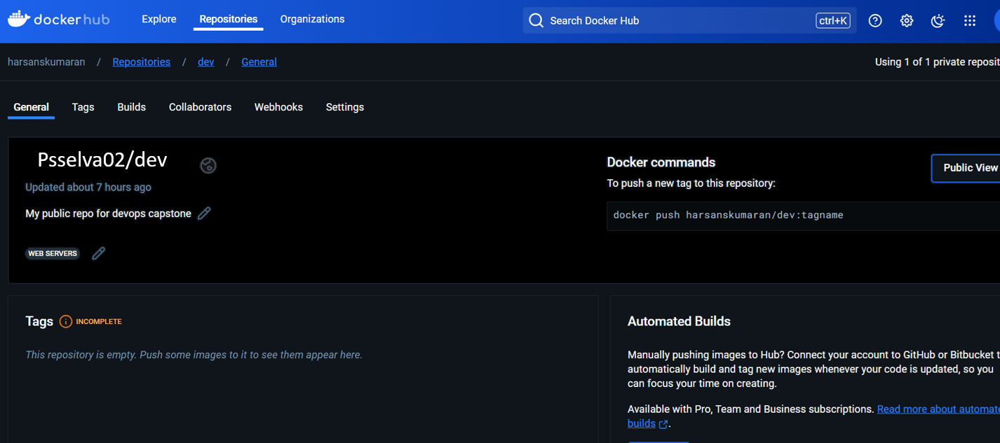 dockerhub Explore Repositories Organizations Search Docker Hub ctrl+K
harsanskumaran / Repositories / dev / General Using 1 of 1 private reposit
General Tags Builds Collaborators Webhooks Settings
Psselva02/dev
Updated about 7 hours ago
My public repo for devops capstone
WEB SERVERS
Docker commands
Public View
To push a new tag to this repository:
docker push harsanskumaran/dev:tagname
Tags INCOMPLETE
This repository is empty. Push some images to it to see them appear here.
Automated Builds
Manually pushing images to Hub? Connect your account to GitHub or Bitbucket t
automatically build and tag new images whenever your code is updated, so you
can focus your time on creating.
Available with Pro, Team and Business subscriptions. Read more about automate
builds .